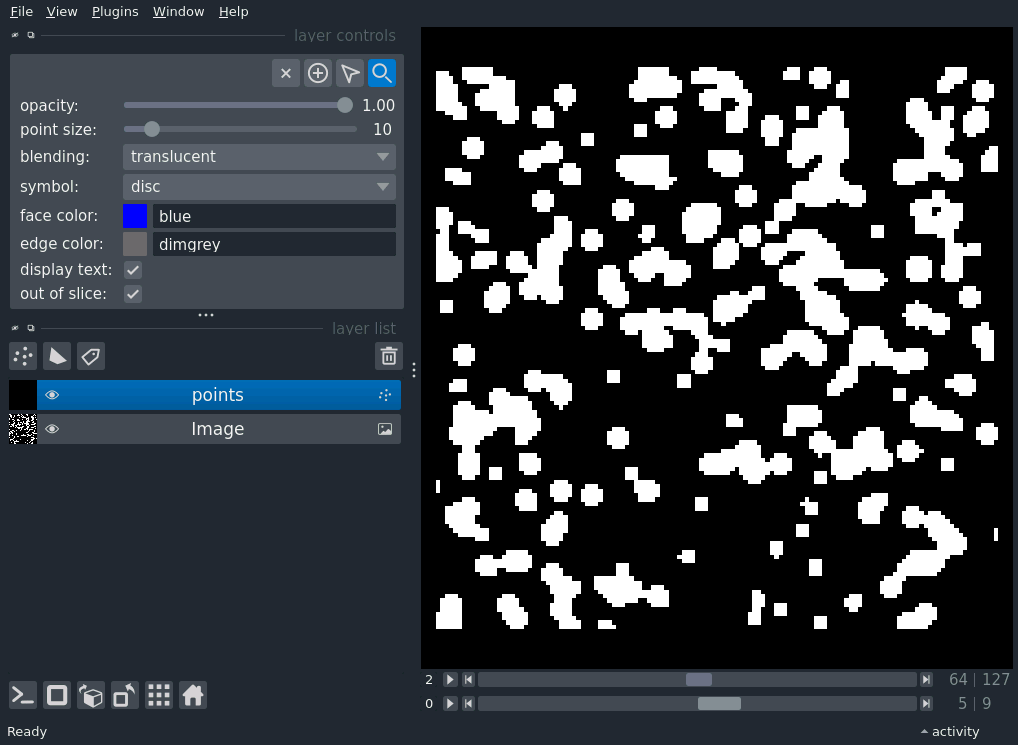 File View Plugins Window Help
layer controls
opacity: 1.00
point size: 10
blending: translucent
symbol: disc
face color: blue
edge color: dimgrey
display text:
out of slice:
layer list
points
Image
2 64 | 127
0 5 | 9
Ready activity